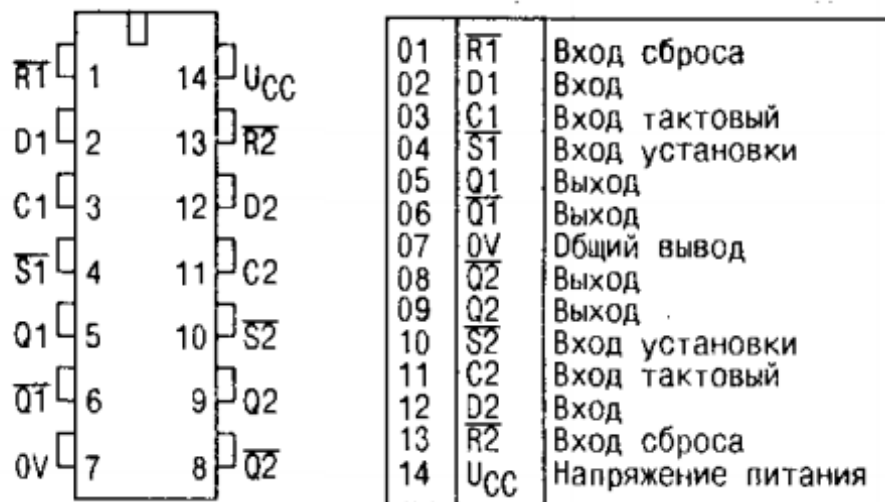 R1 1 14 UCC
D1 2 13 R2
C1 3 12 D2
S1 4 11 C2
Q1 5 10 S2
Q1 6 9 Q2
0V 7 8 Q2
01 R1 Вход сброса
02 D1 Вход
03 C1 Вход тактовый
04 S1 Вход установки
05 Q1 Выход
06 Q1 Выход
07 0V Общий вывод
08 Q2 Выход
09 Q2 Выход
10 S2 Вход установки
11 C2 Вход тактовый
12 D2 Вход
13 R2 Вход сброса
14 UCC Напряжение питания